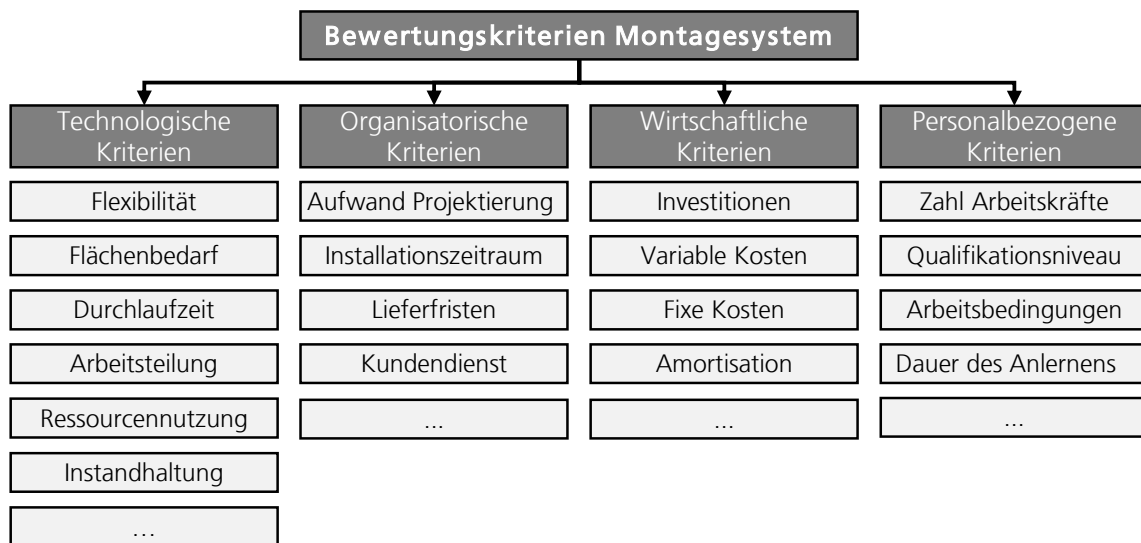 Bewertungskriterien Montagesystem
Technologische
Kriterien
Flexibilität
Flächenbedarf
Durchlaufzeit
Arbeitsteilung
Ressourcennutzung
Instandhaltung
...
Organisatorische
Kriterien
Aufwand Projektierung
Installationszeitraum
Lieferfristen
Kundendienst
...
Wirtschaftliche
Kriterien
Investitionen
Variable Kosten
Fixe Kosten
Amortisation
...
Personalbezogene
Kriterien
Zahl Arbeitskräfte
Qualifikationsniveau
Arbeitsbedingungen
Dauer des Anlernens
...